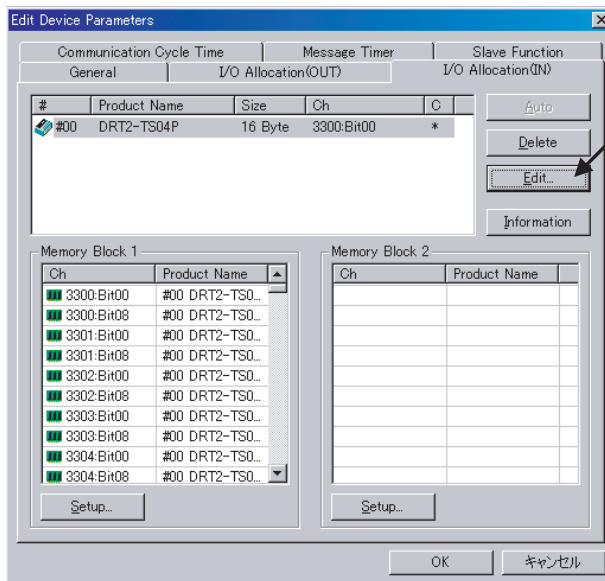 Edit Device Parameters
Communication Cycle Time Message Timer Slave Function
General I/O Allocation(OUT) I/O Allocation(IN)
# Product Name Size Ch C
#00 DRT2-TS04P 16 Byte 3300:Bit00 *
Auto
Delete
Edit...
Information
Memory Block 1
Ch Product Name
3300:Bit00 #00 DRT2-TS0...
3300:Bit08 #00 DRT2-TS0...
3301:Bit00 #00 DRT2-TS0...
3301:Bit08 #00 DRT2-TS0...
3302:Bit00 #00 DRT2-TS0...
3302:Bit08 #00 DRT2-TS0...
3303:Bit00 #00 DRT2-TS0...
3303:Bit08 #00 DRT2-TS0...
3304:Bit00 #00 DRT2-TS0...
3304:Bit08 #00 DRT2-TS0...
Setup...
Memory Block 2
Ch Product Name
Setup...
OK キャンセル